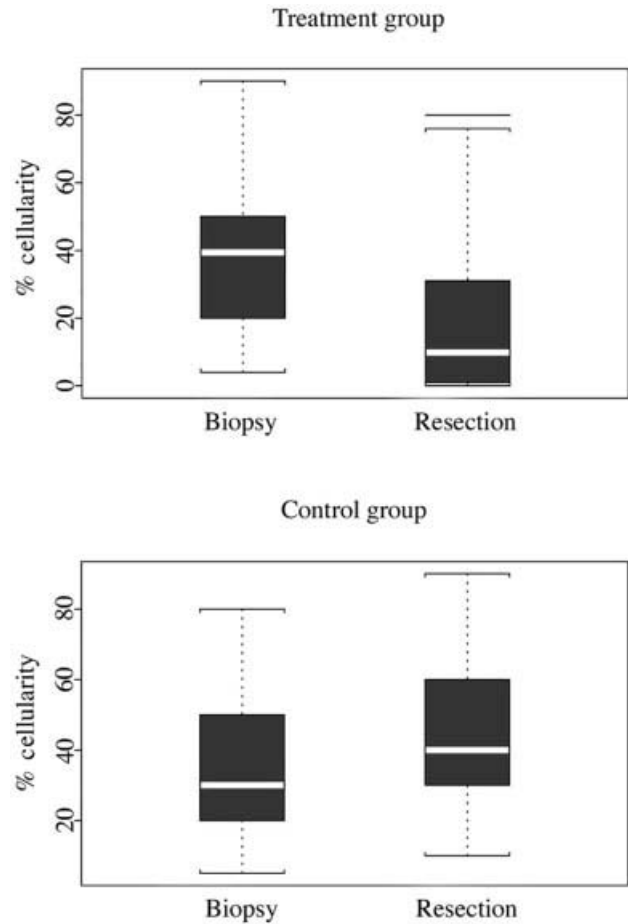 Treatment group
% cellularity
80
60
40
20
0
Biopsy Resection
Control group
% cellularity
80
60
40
20
Biopsy Resection